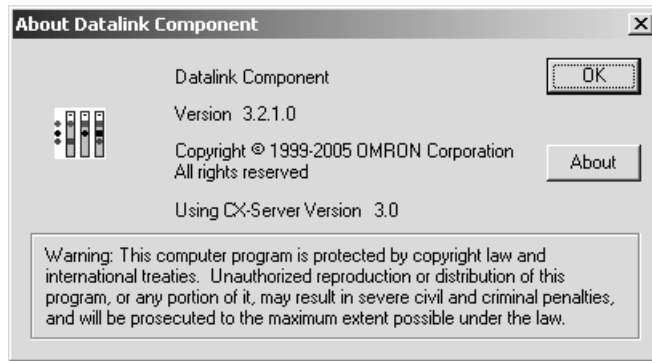 About Datalink Component
Datalink Component
OK
Version 3.2.1.0
Copyright © 1999-2005 OMRON Corporation
All rights reserved
About
Using CX-Server Version 3.0
Warning: This computer program is protected by copyright law and
international treaties. Unauthorized reproduction or distribution of this
program, or any portion of it, may result in severe civil and criminal penalties,
and will be prosecuted to the maximum extent possible under the law.